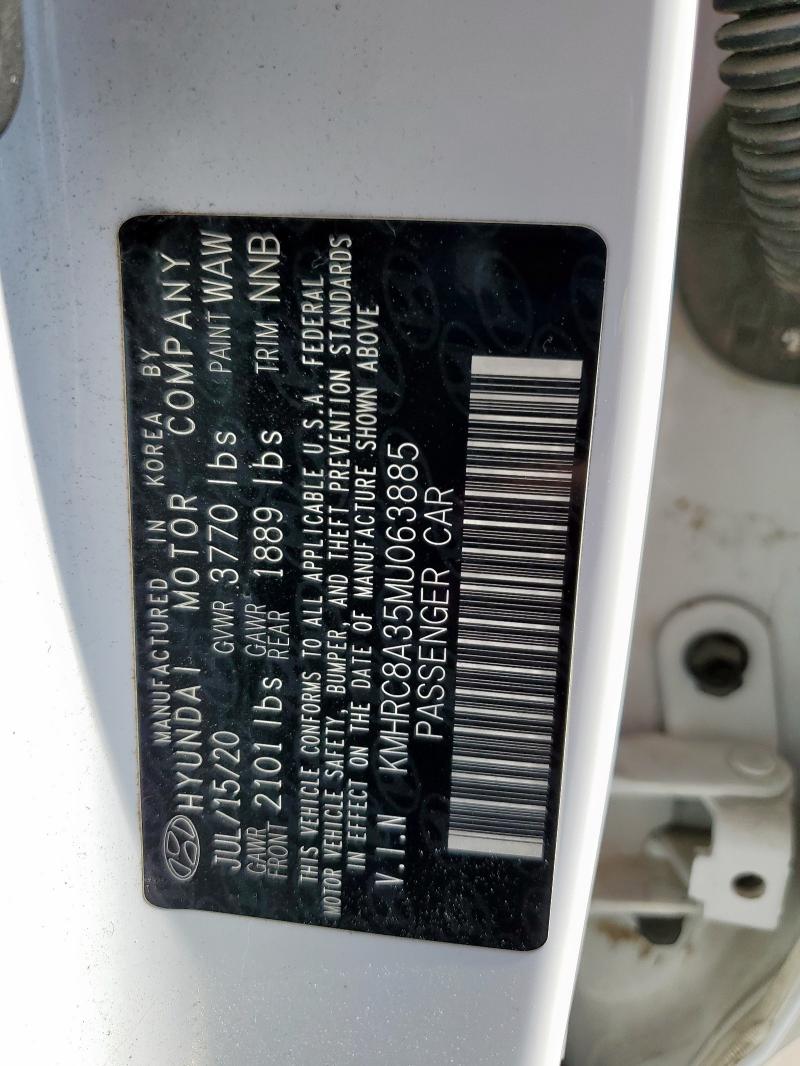 MANUFACTURED IN KOREA BY
HYUNDAI MOTOR COMPANY
JUL/15/20 GVWR 3770 lbs PAINT WAW
GAWR FRONT 2101 lbs GAWR REAR 1889 lbs TRIM NNB
THIS VEHICLE CONFORMS TO ALL APPLICABLE U.S.A. FEDERAL
MOTOR VEHICLE SAFETY, BUMPER, AND THEFT PREVENTION STANDARDS
IN EFFECT ON THE DATE OF MANUFACTURE SHOWN ABOVE
V.I.N KMHRC8A35MU063885
PASSENGER CAR